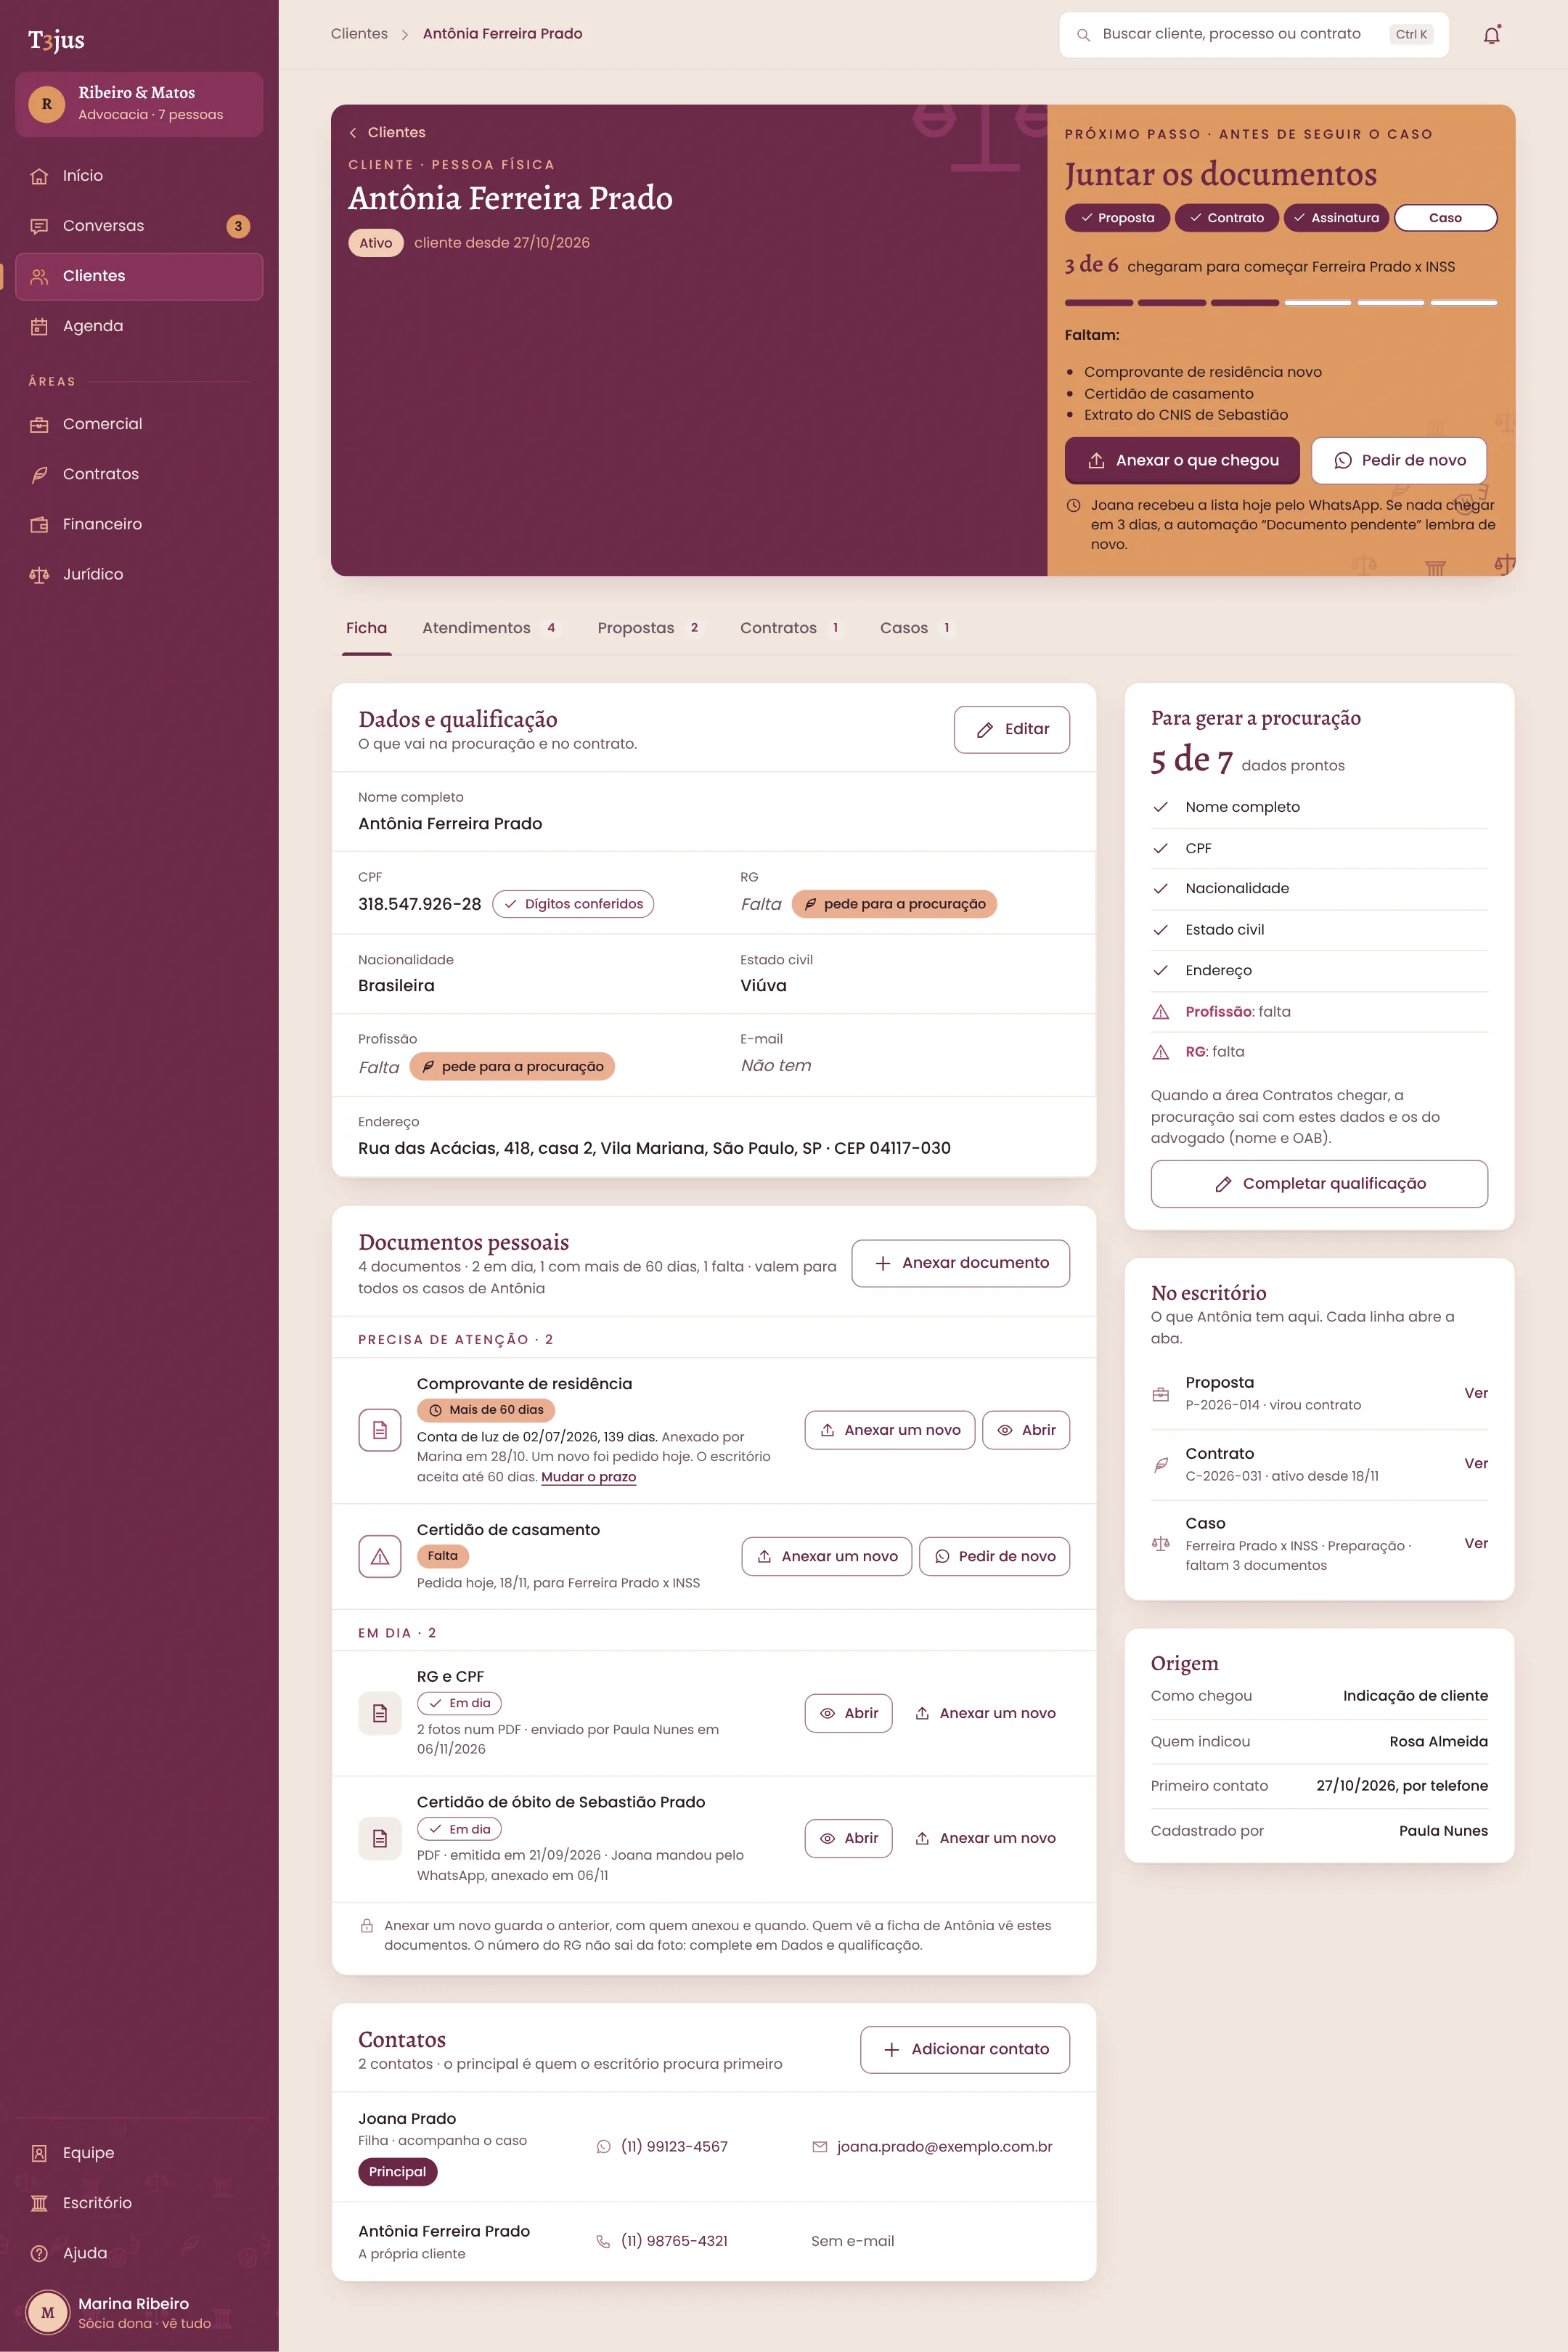 T3jus
R
Ribeiro & Matos
Advocacia · 7 pessoas
Início
Conversas
3
Clientes
Agenda
ÁREAS
Comercial
Contratos
Financeiro
Jurídico
Equipe
Escritório
Ajuda
M
Marina Ribeiro
Sócia dona · vê tudo
Clientes
Antônia Ferreira Prado
Buscar cliente, processo ou contrato
Ctrl K
Clientes
CLIENTE · PESSOA FÍSICA
Antônia Ferreira Prado
Ativo
cliente desde 27/10/2026
PRÓXIMO PASSO · ANTES DE SEGUIR O CASO
Juntar os documentos
Proposta
Contrato
Assinatura
Caso
3 de 6 chegaram para começar Ferreira Prado x INSS
Faltam:
Comprovante de residência novo
Certidão de casamento
Extrato do CNIS de Sebastião
Anexar o que chegou
Pedir de novo
Joana recebeu a lista hoje pelo WhatsApp. Se nada chegar
em 3 dias, a automação “Documento pendente” lembra de
novo.
Ficha
Atendimentos 4
Propostas 2
Contratos 1
Casos 1
Dados e qualificação
O que vai na procuração e no contrato.
Editar
Nome completo
Antônia Ferreira Prado
CPF
318.547.926-28
Dígitos conferidos
RG
Falta
pede para a procuração
Nacionalidade
Brasileira
Estado civil
Viúva
Profissão
Falta
pede para a procuração
E-mail
Não tem
Endereço
Rua das Acácias, 418, casa 2, Vila Mariana, São Paulo, SP · CEP 04117-030
Documentos pessoais
4 documentos · 2 em dia, 1 com mais de 60 dias, 1 falta · valem para
todos os casos de Antônia
Anexar documento
PRECISA DE ATENÇÃO · 2
Comprovante de residência
Mais de 60 dias
Conta de luz de 02/07/2026, 139 dias. Anexado por
Marina em 28/10. Um novo foi pedido hoje. O escritório
aceita até 60 dias. Mudar o prazo
Anexar um novo
Abrir
Certidão de casamento
Falta
Pedida hoje, 18/11, para Ferreira Prado x INSS
Anexar um novo
Pedir de novo
EM DIA · 2
RG e CPF
Em dia
2 fotos num PDF · enviado por Paula Nunes em
06/11/2026
Abrir
Anexar um novo
Certidão de óbito de Sebastião Prado
Em dia
PDF · emitida em 21/09/2026 · Joana mandou pelo
WhatsApp, anexado em 06/11
Abrir
Anexar um novo
Anexar um novo guarda o anterior, com quem anexou e quando. Quem vê a ficha de Antônia vê estes
documentos. O número do RG não sai da foto: complete em Dados e qualificação.
Contatos
2 contatos · o principal é quem o escritório procura primeiro
Adicionar contato
Joana Prado
Filha · acompanha o caso
Principal
(11) 99123-4567
joana.prado@exemplo.com.br
Antônia Ferreira Prado
A própria cliente
(11) 98765-4321
Sem e-mail
Para gerar a procuração
5 de 7 dados prontos
Nome completo
CPF
Nacionalidade
Estado civil
Endereço
Profissão: falta
RG: falta
Quando a área Contratos chegar, a
procuração sai com estes dados e os do
advogado (nome e OAB).
Completar qualificação
No escritório
O que Antônia tem aqui. Cada linha abre a
aba.
Proposta
P-2026-014 · virou contrato
Ver
Contrato
C-2026-031 · ativo desde 18/11
Ver
Caso
Ferreira Prado x INSS · Preparação ·
faltam 3 documentos
Ver
Origem
Como chegou
Indicação de cliente
Quem indicou
Rosa Almeida
Primeiro contato
27/10/2026, por telefone
Cadastrado por
Paula Nunes